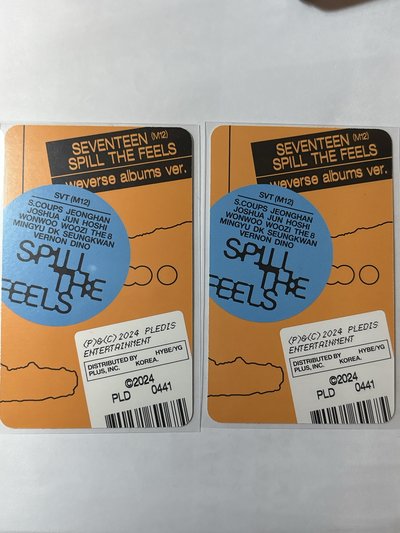 SEVENTEEN (M12)
SPILL THE FEELS
weverse albums ver.
SVT (M12)
S.COUPS JEONGHAN
JOSHUA JUN HOSHI
WONWOO WOOZI THE 8
MINGYU DK SEUNGKWAN
VERNON DINO
SPILL
THE
FEELS
(P)&(C) 2024 PLEDIS
ENTERTAINMENT
DISTRIBUTED BY HYBE/YG
PLUS, INC. KOREA.
©2024
PLD 0441
SEVENTEEN (M12)
SPILL THE FEELS
weverse albums ver.
SVT (M12)
S.COUPS JEONGHAN
JOSHUA JUN HOSHI
WONWOO WOOZI THE 8
MINGYU DK SEUNGKWAN
VERNON DINO
SPILL
THE
FEELS
(P)&(C) 2024 PLEDIS
ENTERTAINMENT
DISTRIBUTED BY HYBE/YG
PLUS, INC. KOREA.
©2024
PLD 0441